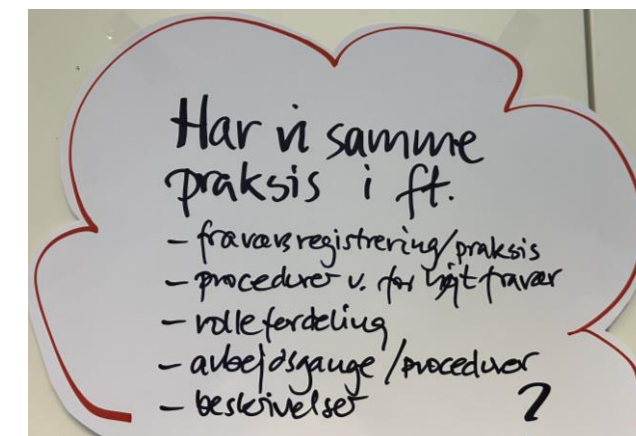 Har vi samme
praksis i ft.
- fraværsregistrering/praksis
- procedurer v. for højt fravær
- rollefordeling
- arbejdsgange/procedurer
- beskrivelser ?